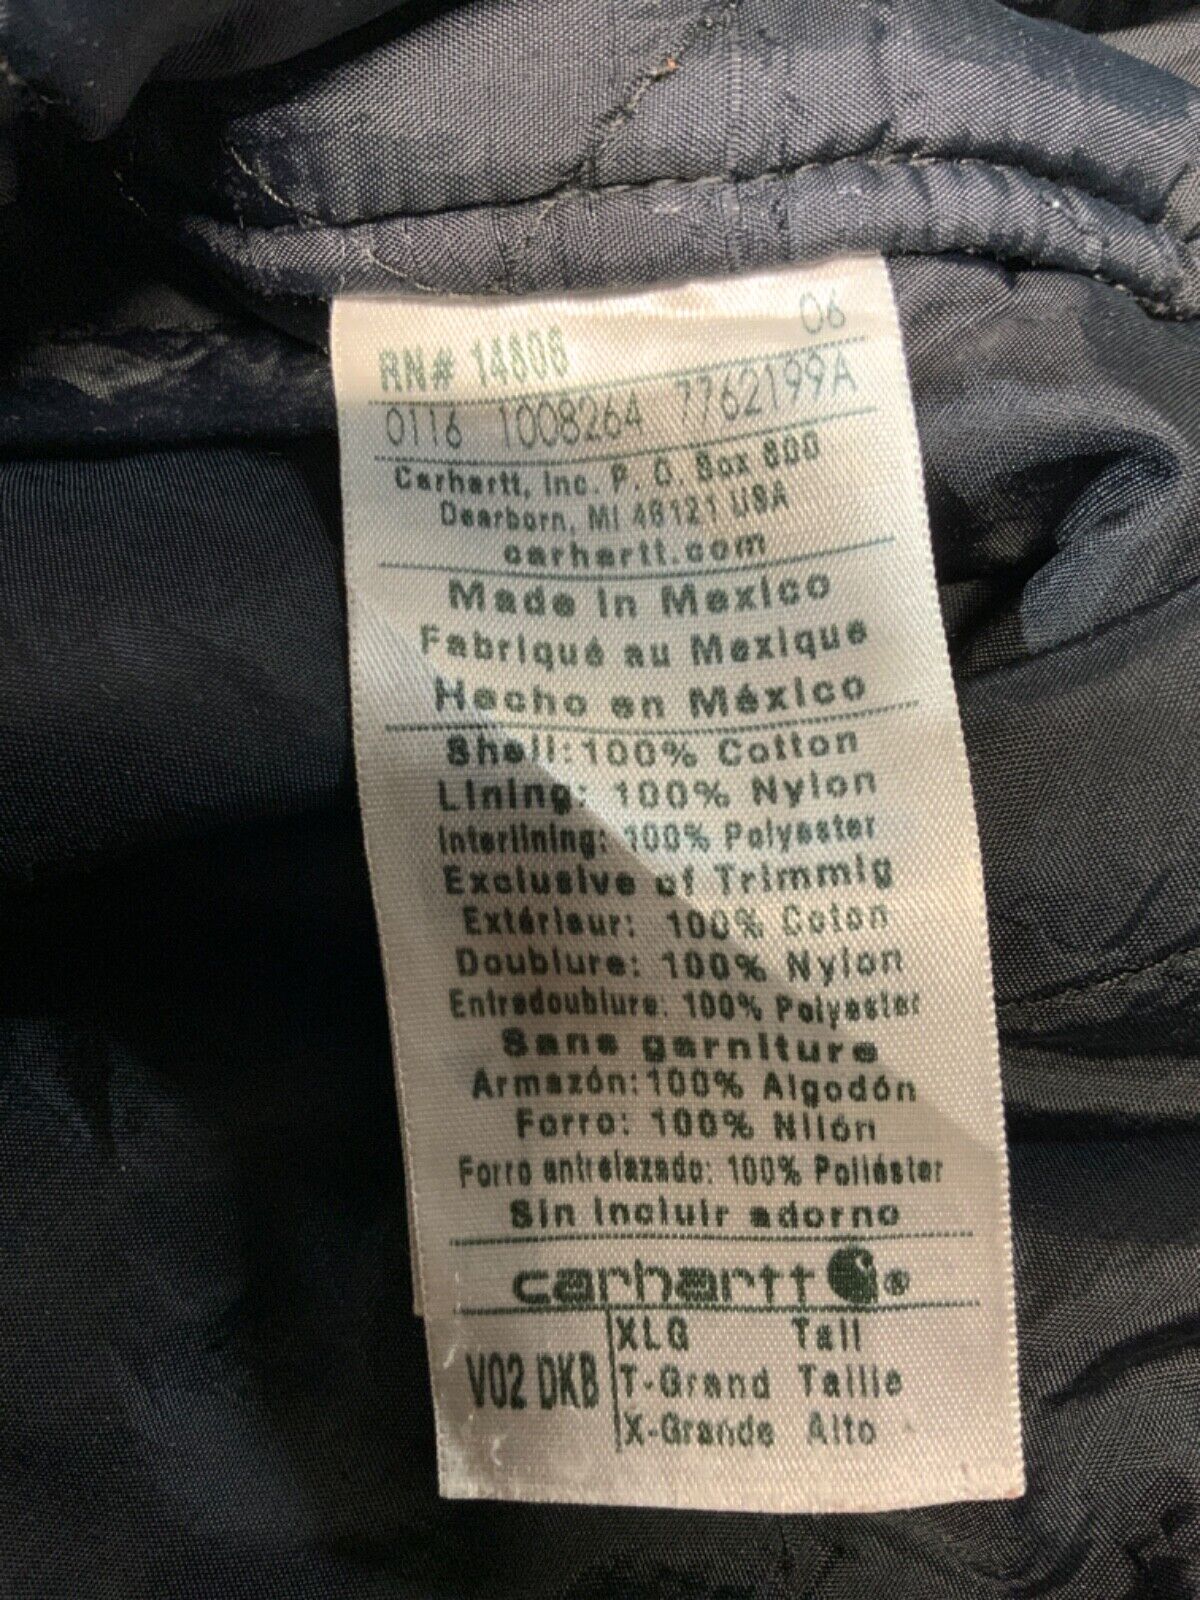 06
RN# 14806
0116 1008264 7762199A
Carhartt, Inc. P. O. Box 600
Dearborn, MI 48121 USA
carhartt.com
Made in Mexico
Fabriqué au Mexique
Hecho en México
Shell: 100% Cotton
Lining: 100% Nylon
Interlining: 100% Polyester
Exclusive of Trimmig
Extérieur: 100% Coton
Doublure: 100% Nylon
Entredoublure: 100% Polyester
Sans garniture
Armazón: 100% Algodón
Forro: 100% Nilón
Forro entrelazado: 100% Poliéster
Sin incluir adorno
carhartt ®
V02 DKB
XLG Tall
T-Grand Taille
X-Grande Alto